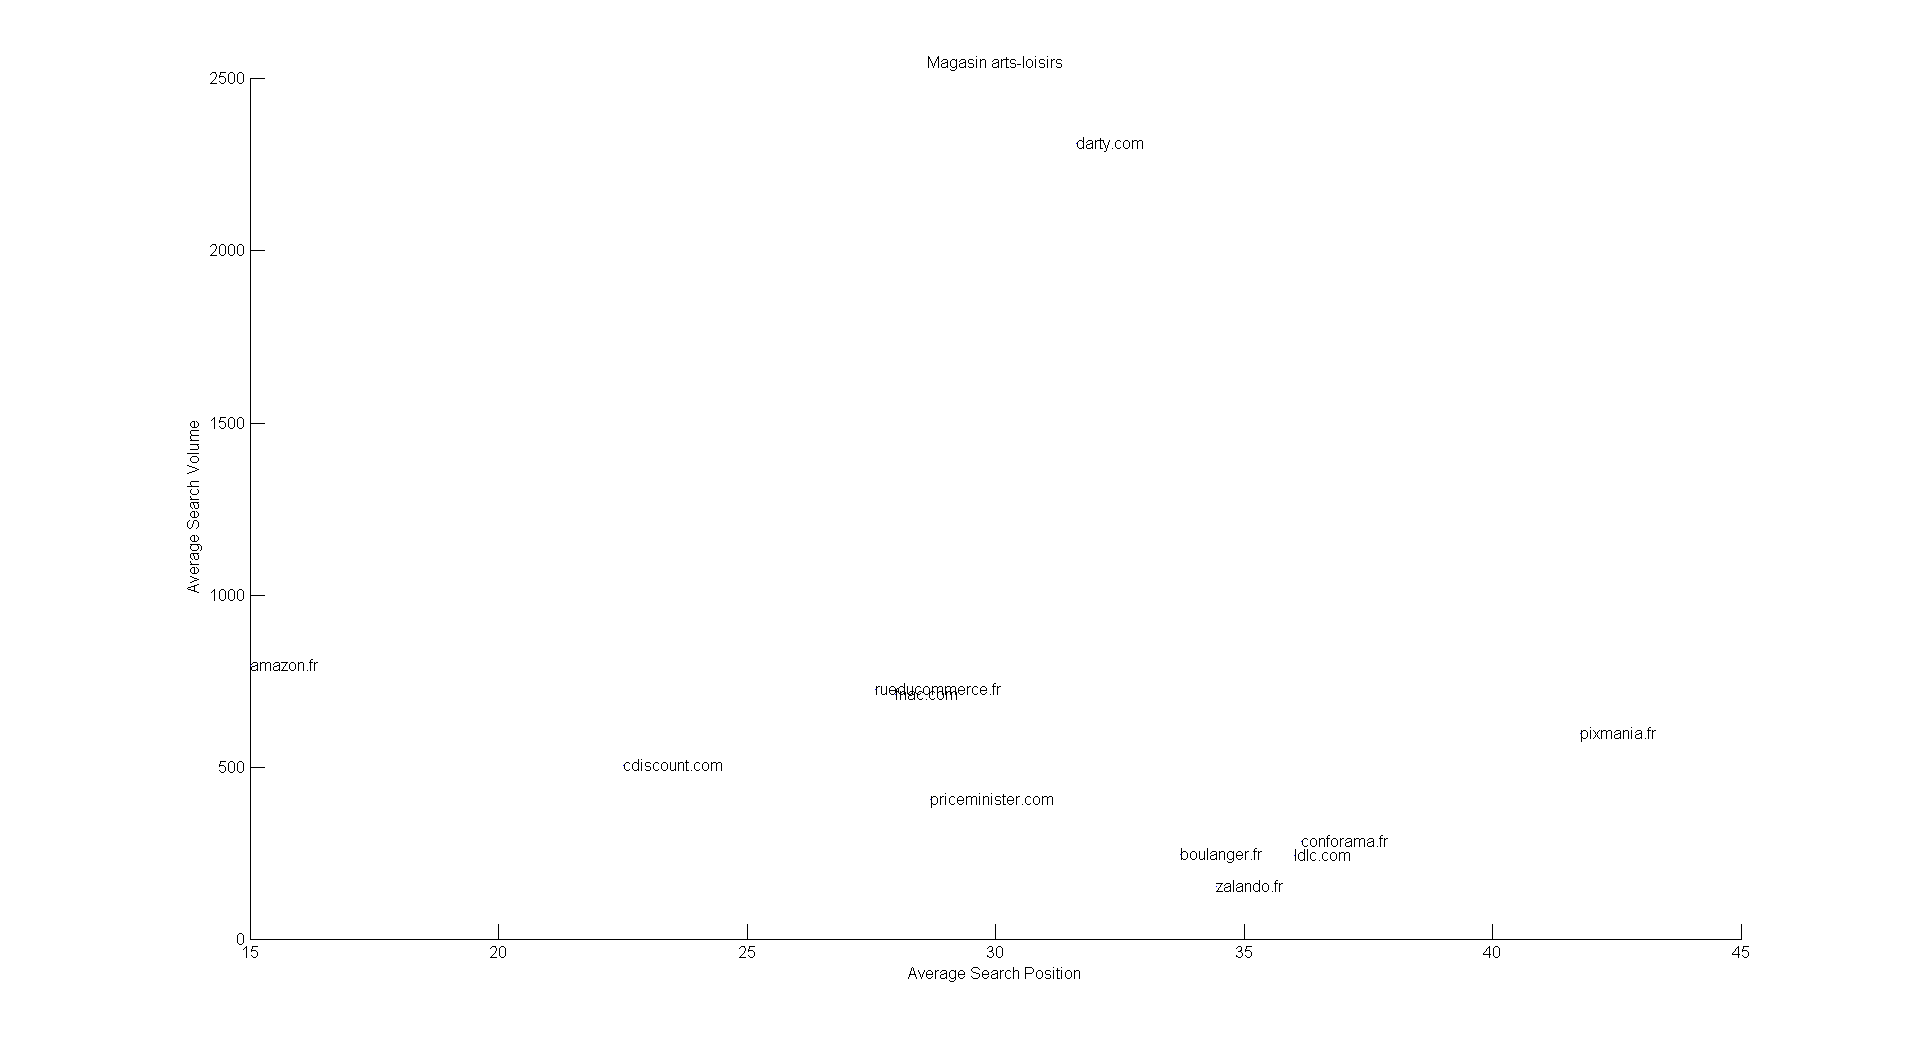 Magasin arts-loisirs
2500
darty.com
2000
1500
Average Search Volume
1000
amazon.fr
rueducommerce.fr
fnac.com
pixmania.fr
500
cdiscount.com
priceminister.com
conforama.fr
boulanger.fr
ldlc.com
zalando.fr
0
15 20 25 30 35 40 45
Average Search Position